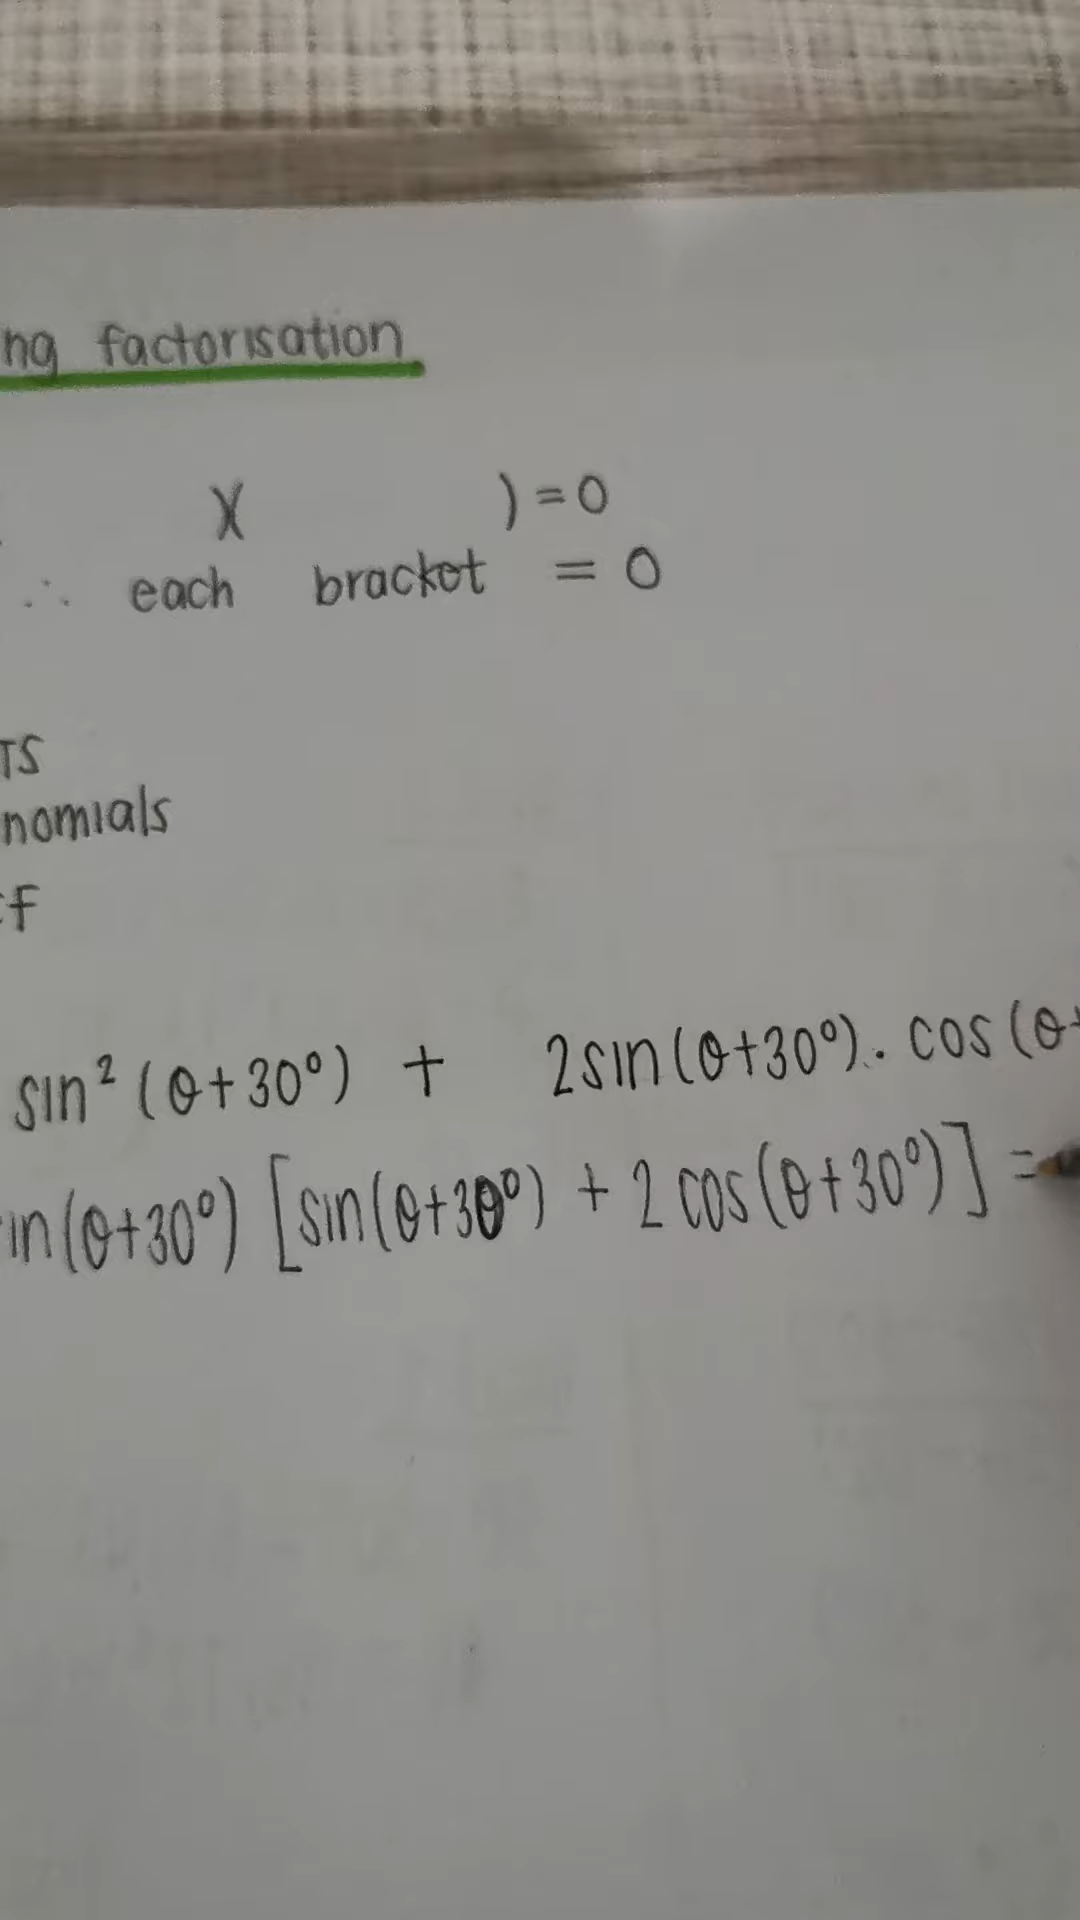 ng factorisation
)( ) = 0
∴ each bracket = 0
TS
nomials
F
sin²(θ+30°) + 2sin(θ+30°). cos(θ+
in(θ+30°) [sin(θ+30°) + 2 cos(θ+30°)] =